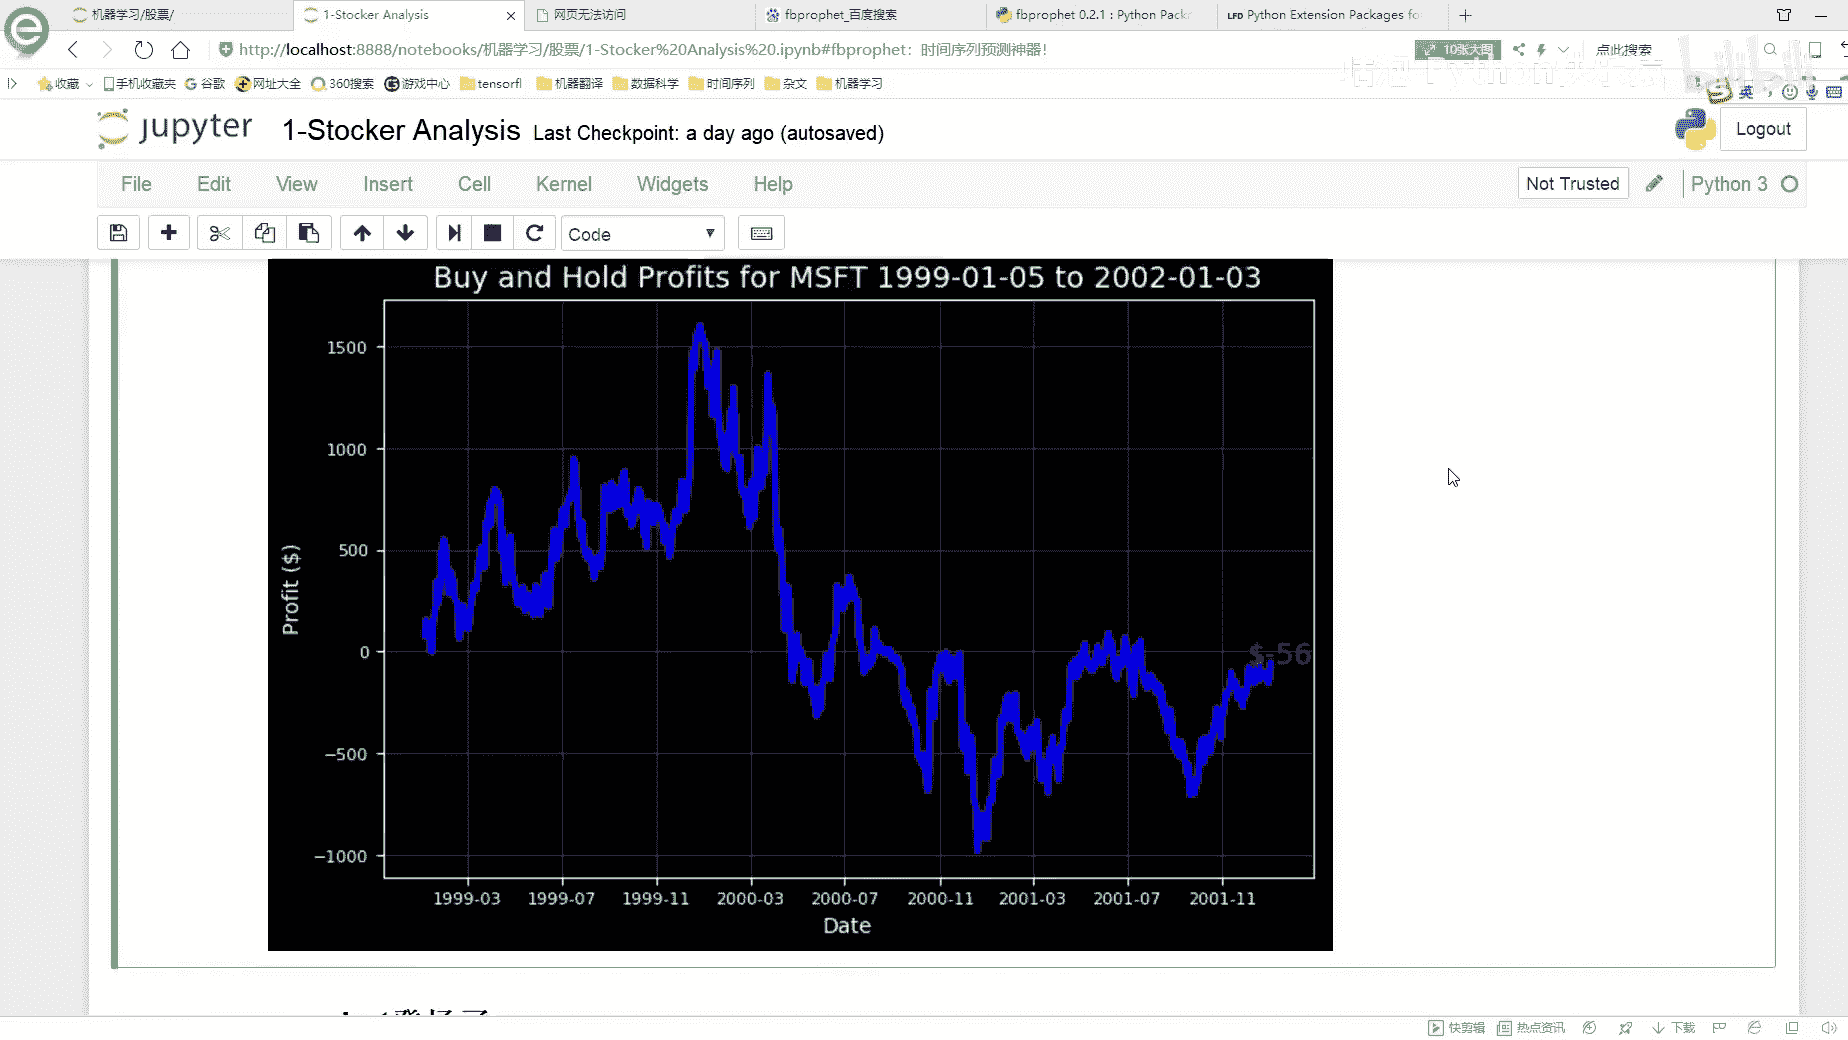 机器学习/股票/
1-Stocker Analysis
网页无法访问
fbprophet_百度搜索
fbprophet 0.2.1 : Python Pack
LFD Python Extension Packages fo
http://localhost:8888/notebooks/机器学习/股票/1-Stocker%20Analysis%20.ipynb#fbprophet：时间序列预测神器!
10张大图
点此搜索
收藏
手机收藏夹
谷歌
网址大全
360搜索
游戏中心
tensorfl
机器翻译
数据科学
时间序列
杂文
机器学习
bilibili
英
jupyter
1-Stocker Analysis
Last Checkpoint: a day ago (autosaved)
Logout
File Edit View Insert Cell Kernel Widgets Help
Not Trusted
Python 3
Code
Buy and Hold Profits for MSFT 1999-01-05 to 2002-01-03
1500
1000
500
0
−500
−1000
Profit ($)
$-56
1999-03 1999-07 1999-11 2000-03 2000-07 2000-11 2001-03 2001-07 2001-11
Date
快剪辑
热点资讯
下载